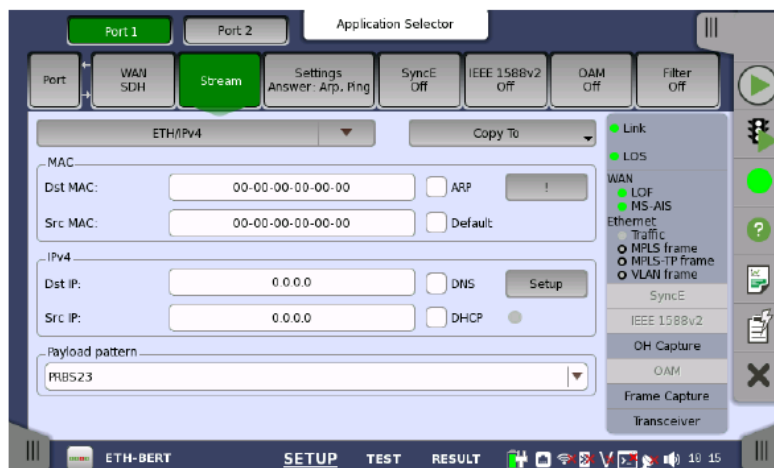 Application Selector
Port 1
Port 2
Port
WAN
SDH
Stream
Settings
Answer: Arp, Ping
SyncE
Off
IEEE 1588v2
Off
OAM
Off
Filter
Off
ETH/IPv4
Copy To
MAC
Dst MAC:
00-00-00-00-00-00
ARP
!
Src MAC:
00-00-00-00-00-00
Default
IPv4
Dst IP:
0.0.0.0
DNS
Setup
Src IP:
0.0.0.0
DHCP
Payload pattern
PRBS23
Link
LOS
WAN
LOF
MS-AIS
Ethernet
Traffic
MPLS frame
MPLS-TP frame
VLAN frame
SyncE
IEEE 1588v2
OH Capture
OAM
Frame Capture
Transceiver
ETH-BERT
SETUP
TEST
RESULT
10 15